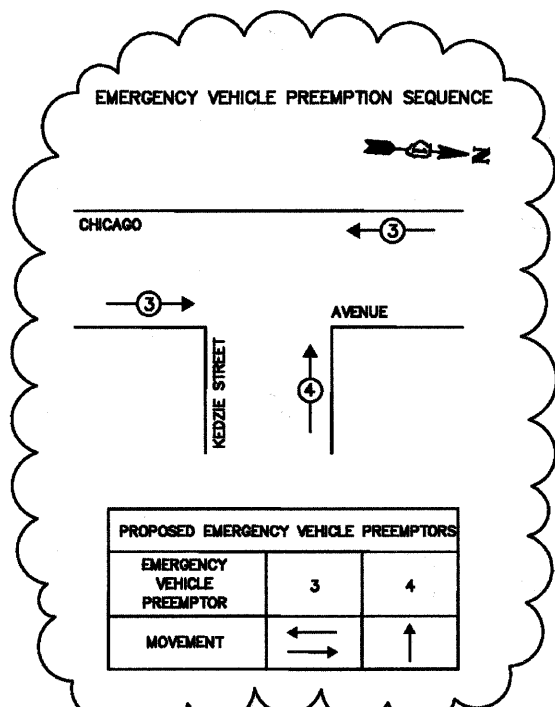 EMERGENCY VEHICLE PREEMPTION SEQUENCE
N
CHICAGO
3
3
AVENUE
KEDZIE STREET
4
PROPOSED EMERGENCY VEHICLE PREEMPTORS
EMERGENCY
VEHICLE
PREEMPTOR
3
4
MOVEMENT